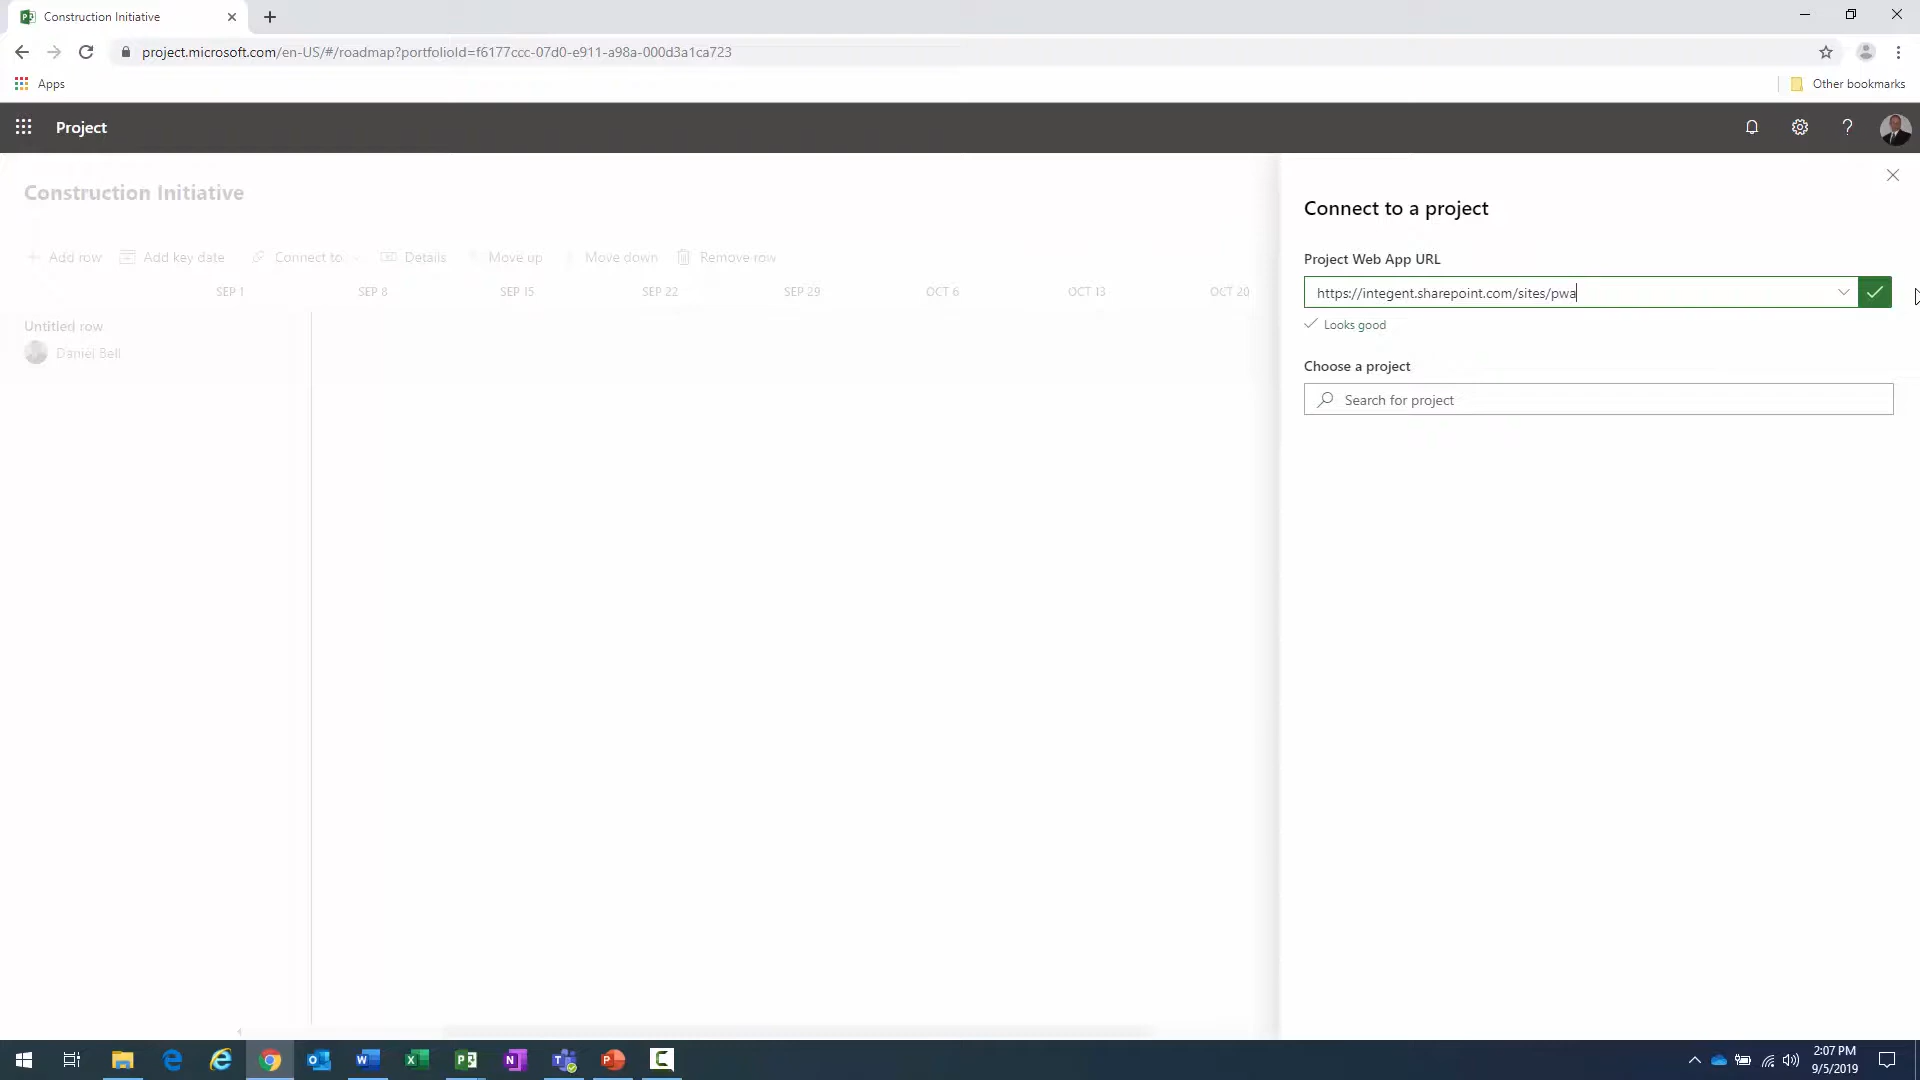 Construction Initiative
project.microsoft.com/en-US/#/roadmap?portfolioId=f6177ccc-07d0-e911-a98a-000d3a1ca723
Apps
Other bookmarks
Project
Construction Initiative
Add row Add key date Connect to Details Move up Move down Remove row
SEP 1 SEP 8 SEP 15 SEP 22 SEP 29 OCT 6 OCT 13 OCT 20
Untitled row
Daniel Bell
Connect to a project
Project Web App URL
https://integent.sharepoint.com/sites/pwa
Looks good
Choose a project
Search for project
2:07 PM
9/5/2019